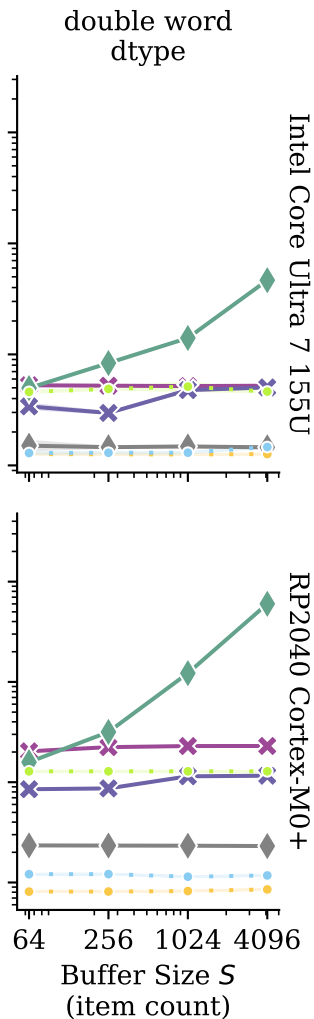 double word
dtype
Intel Core Ultra 7 155U
RP2040 Cortex-M0+
64 256 1024 4096
Buffer Size S
(item count)